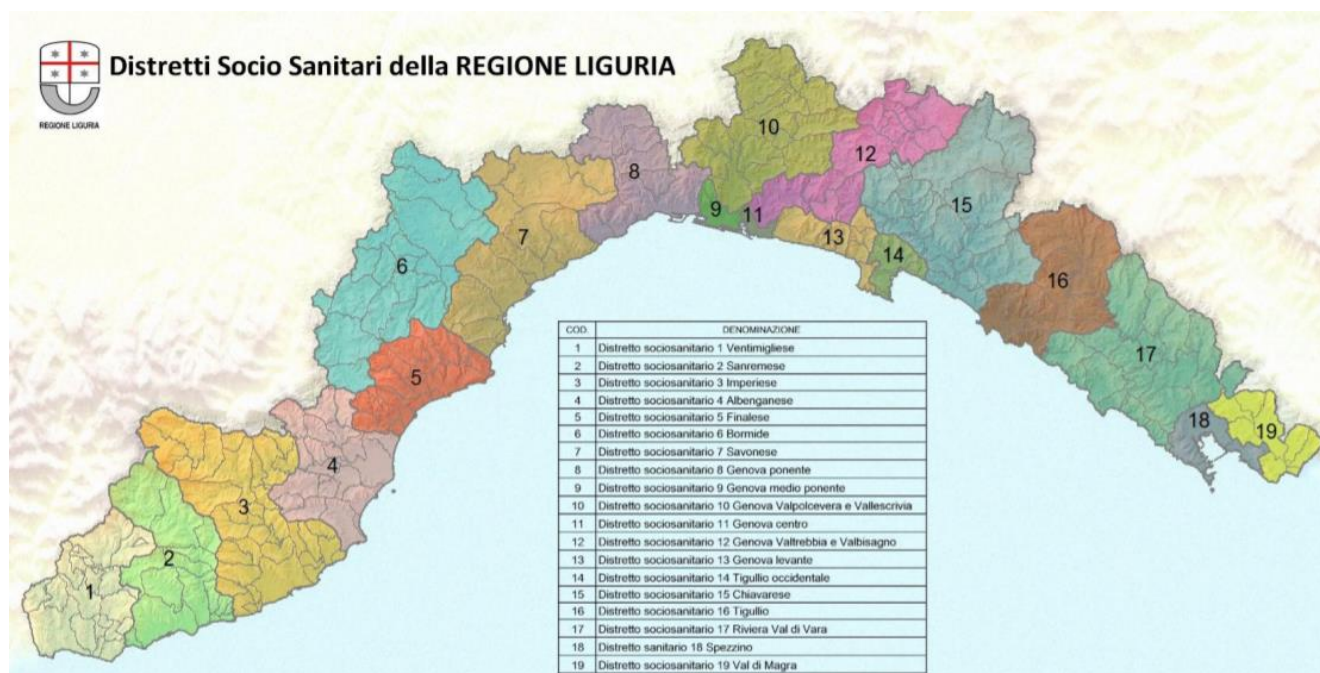 Distretti Socio Sanitari della REGIONE LIGURIA
REGIONE LIGURIA
10
12
8
9
11
15
7
13
14
6
16
17
5
18
19
4
3
2
1
COD. DENOMINAZIONE
1 Distretto sociosanitario 1 Ventimigliese
2 Distretto sociosanitario 2 Sanremese
3 Distretto sociosanitario 3 Imperiese
4 Distretto sociosanitario 4 Albenganese
5 Distretto sociosanitario 5 Finalese
6 Distretto sociosanitario 6 Bormide
7 Distretto sociosanitario 7 Savonese
8 Distretto sociosanitario 8 Genova ponente
9 Distretto sociosanitario 9 Genova medio ponente
10 Distretto sociosanitario 10 Genova Valpolcevera e Vallescrivia
11 Distretto sociosanitario 11 Genova centro
12 Distretto sociosanitario 12 Genova Valtrebbia e Valbisagno
13 Distretto sociosanitario 13 Genova levante
14 Distretto sociosanitario 14 Tigullio occidentale
15 Distretto sociosanitario 15 Chiavarese
16 Distretto sociosanitario 16 Tigullio
17 Distretto sociosanitario 17 Riviera Val di Vara
18 Distretto sanitario 18 Spezzino
19 Distretto sociosanitario 19 Val di Magra